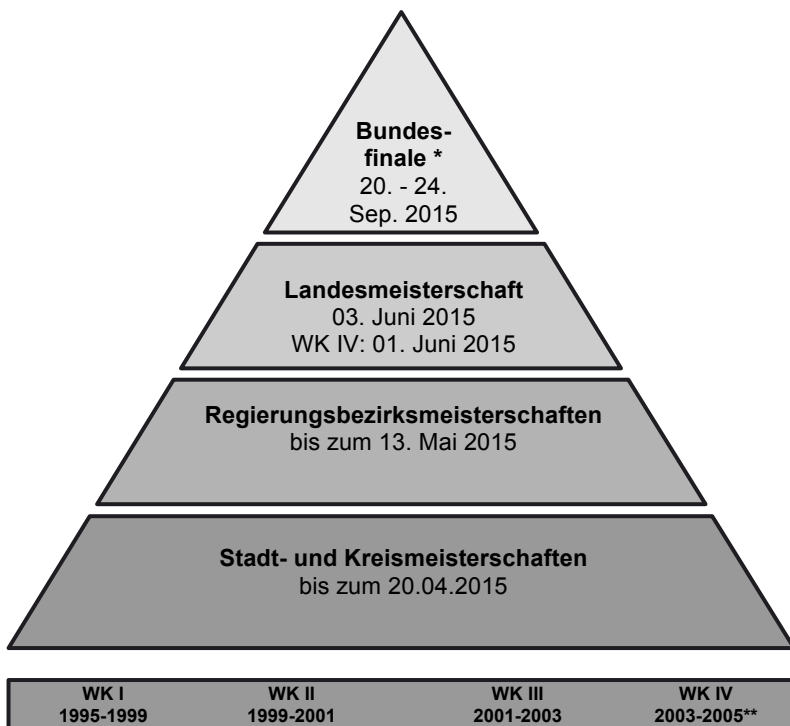 Bundes-
finale *
20. - 24.
Sep. 2015
Landesmeisterschaft
03. Juni 2015
WK IV: 01. Juni 2015
Regierungsbezirksmeisterschaften
bis zum 13. Mai 2015
Stadt- und Kreismeisterschaften
bis zum 20.04.2015
WK I WK II WK III WK IV
1995-1999 1999-2001 2001-2003 2003-2005**